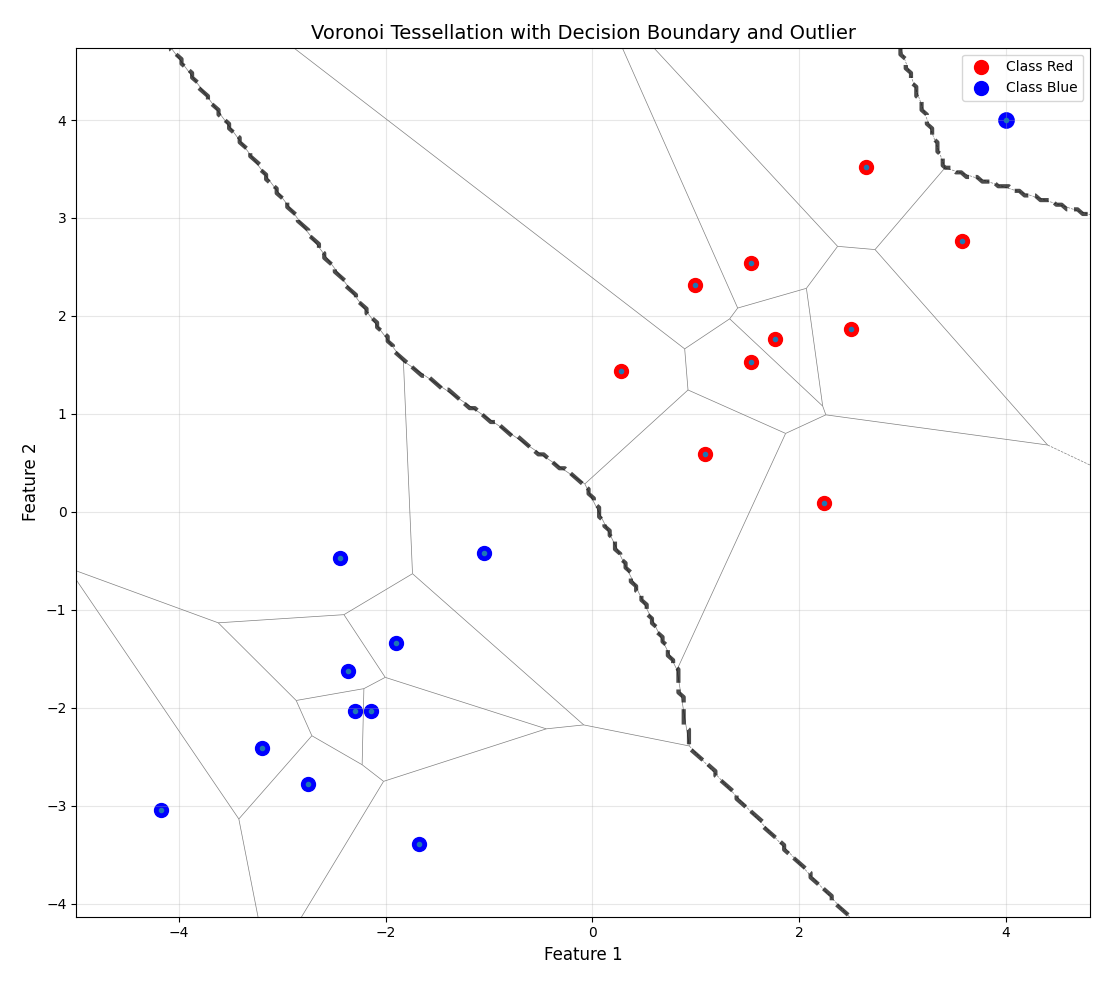 Voronoi Tessellation with Decision Boundary and Outlier
Class Red
Class Blue
4
3
2
1
0
−1
−2
−3
−4
Feature 2
−4
−2
0
2
4
Feature 1